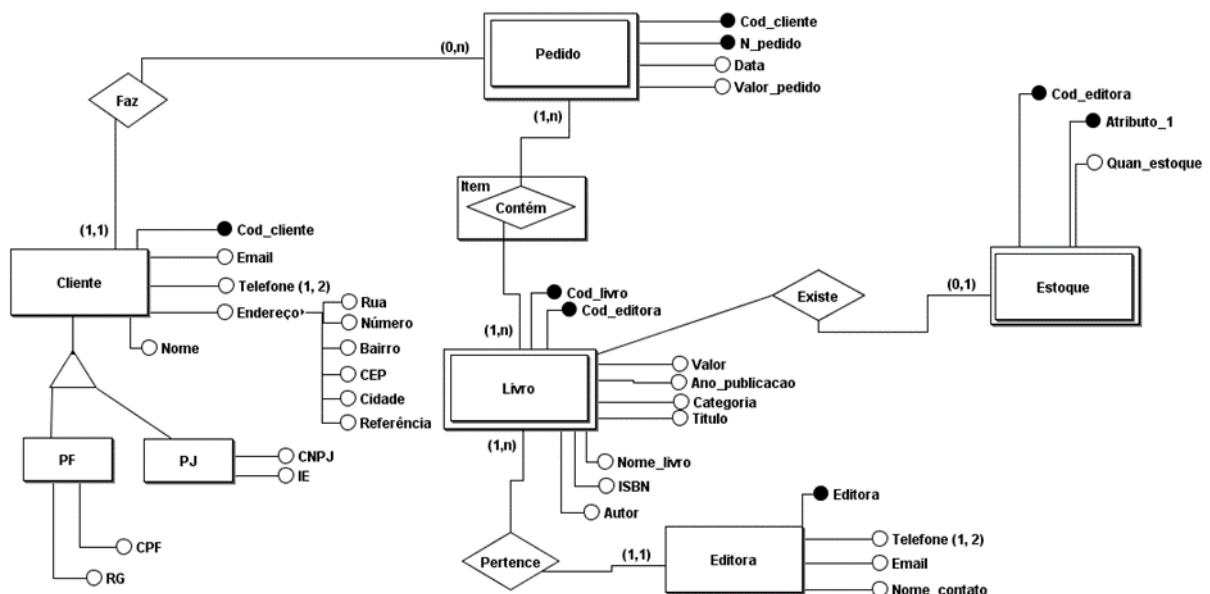 Cod_cliente
(0,n)
Pedido
N_pedido
Data
Valor_pedido
Faz
(1,n)
Cod_editora
Atributo_1
Quan_estoque
Item
Contém
(1,1)
Cod_cliente
Email
Cliente
Telefone (1, 2)
Endereço
Nome
Rua
Número
Bairro
CEP
Cidade
Referência
Existe
(0,1)
Estoque
Cod_livro
Cod_editora
(1,n)
Livro
Valor
Ano_publicacao
Categoria
Titulo
(1,n)
Nome_livro
ISBN
Autor
PF
PJ
CNPJ
IE
CPF
RG
Pertence
(1,1)
Editora
Editora
Telefone (1, 2)
Email
Nome_contato